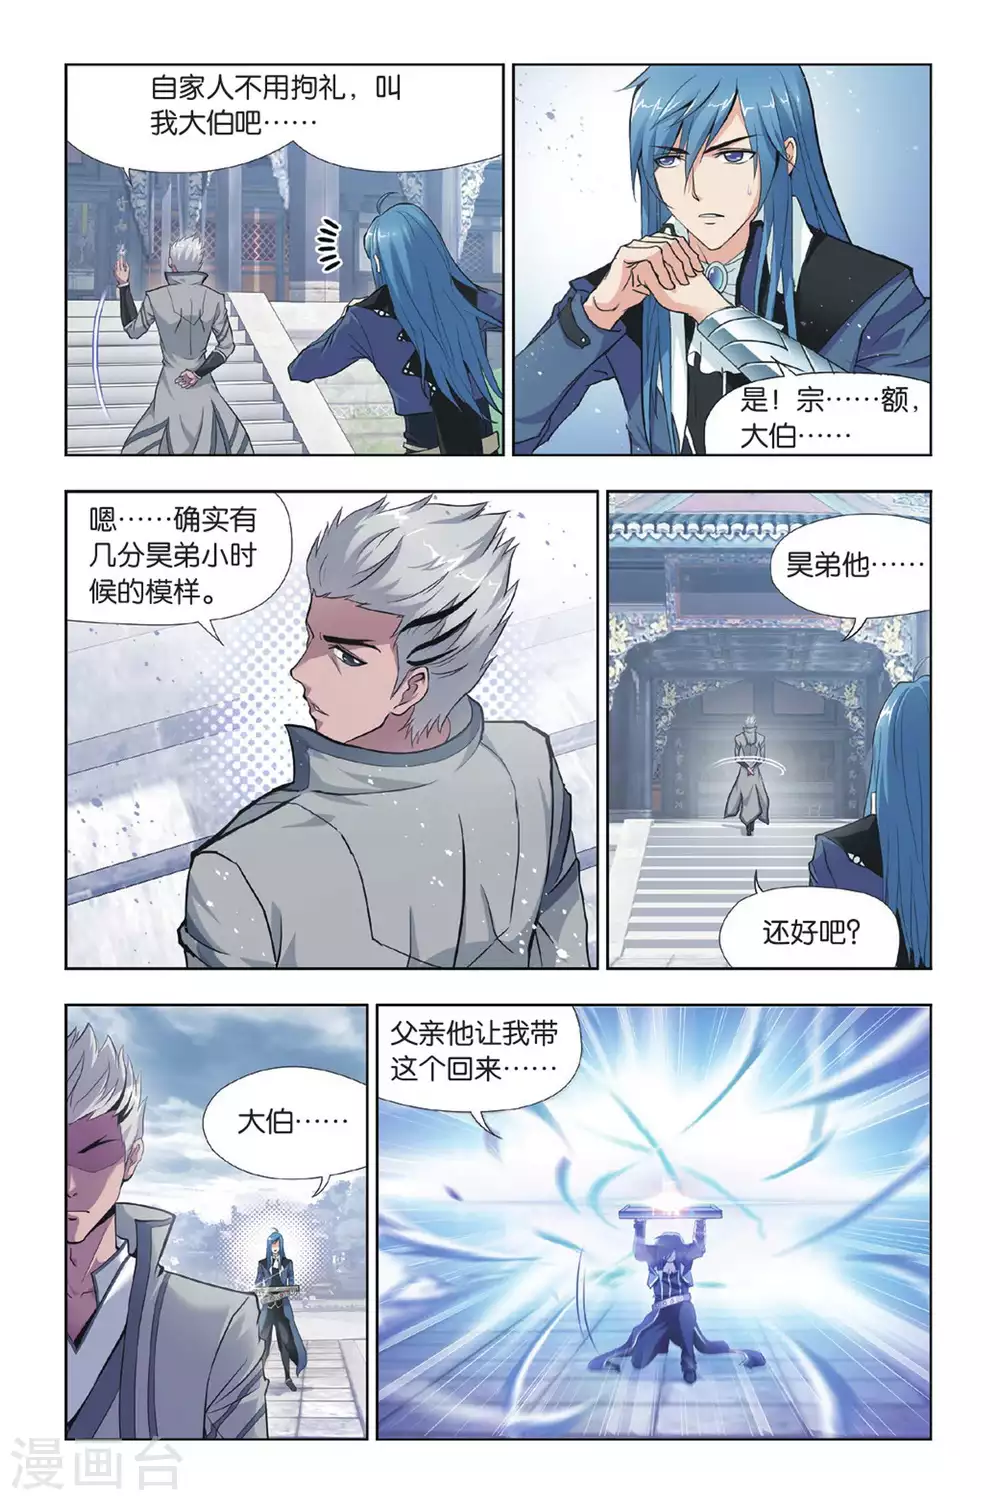 自家人不用拘礼，叫
我大伯吧……
是！宗……额，
大伯……
嗯……确实有
几分昊弟小时
候的模样。
昊弟他……
还好吧？
大伯……
父亲他让我带
这个回来……
漫画台